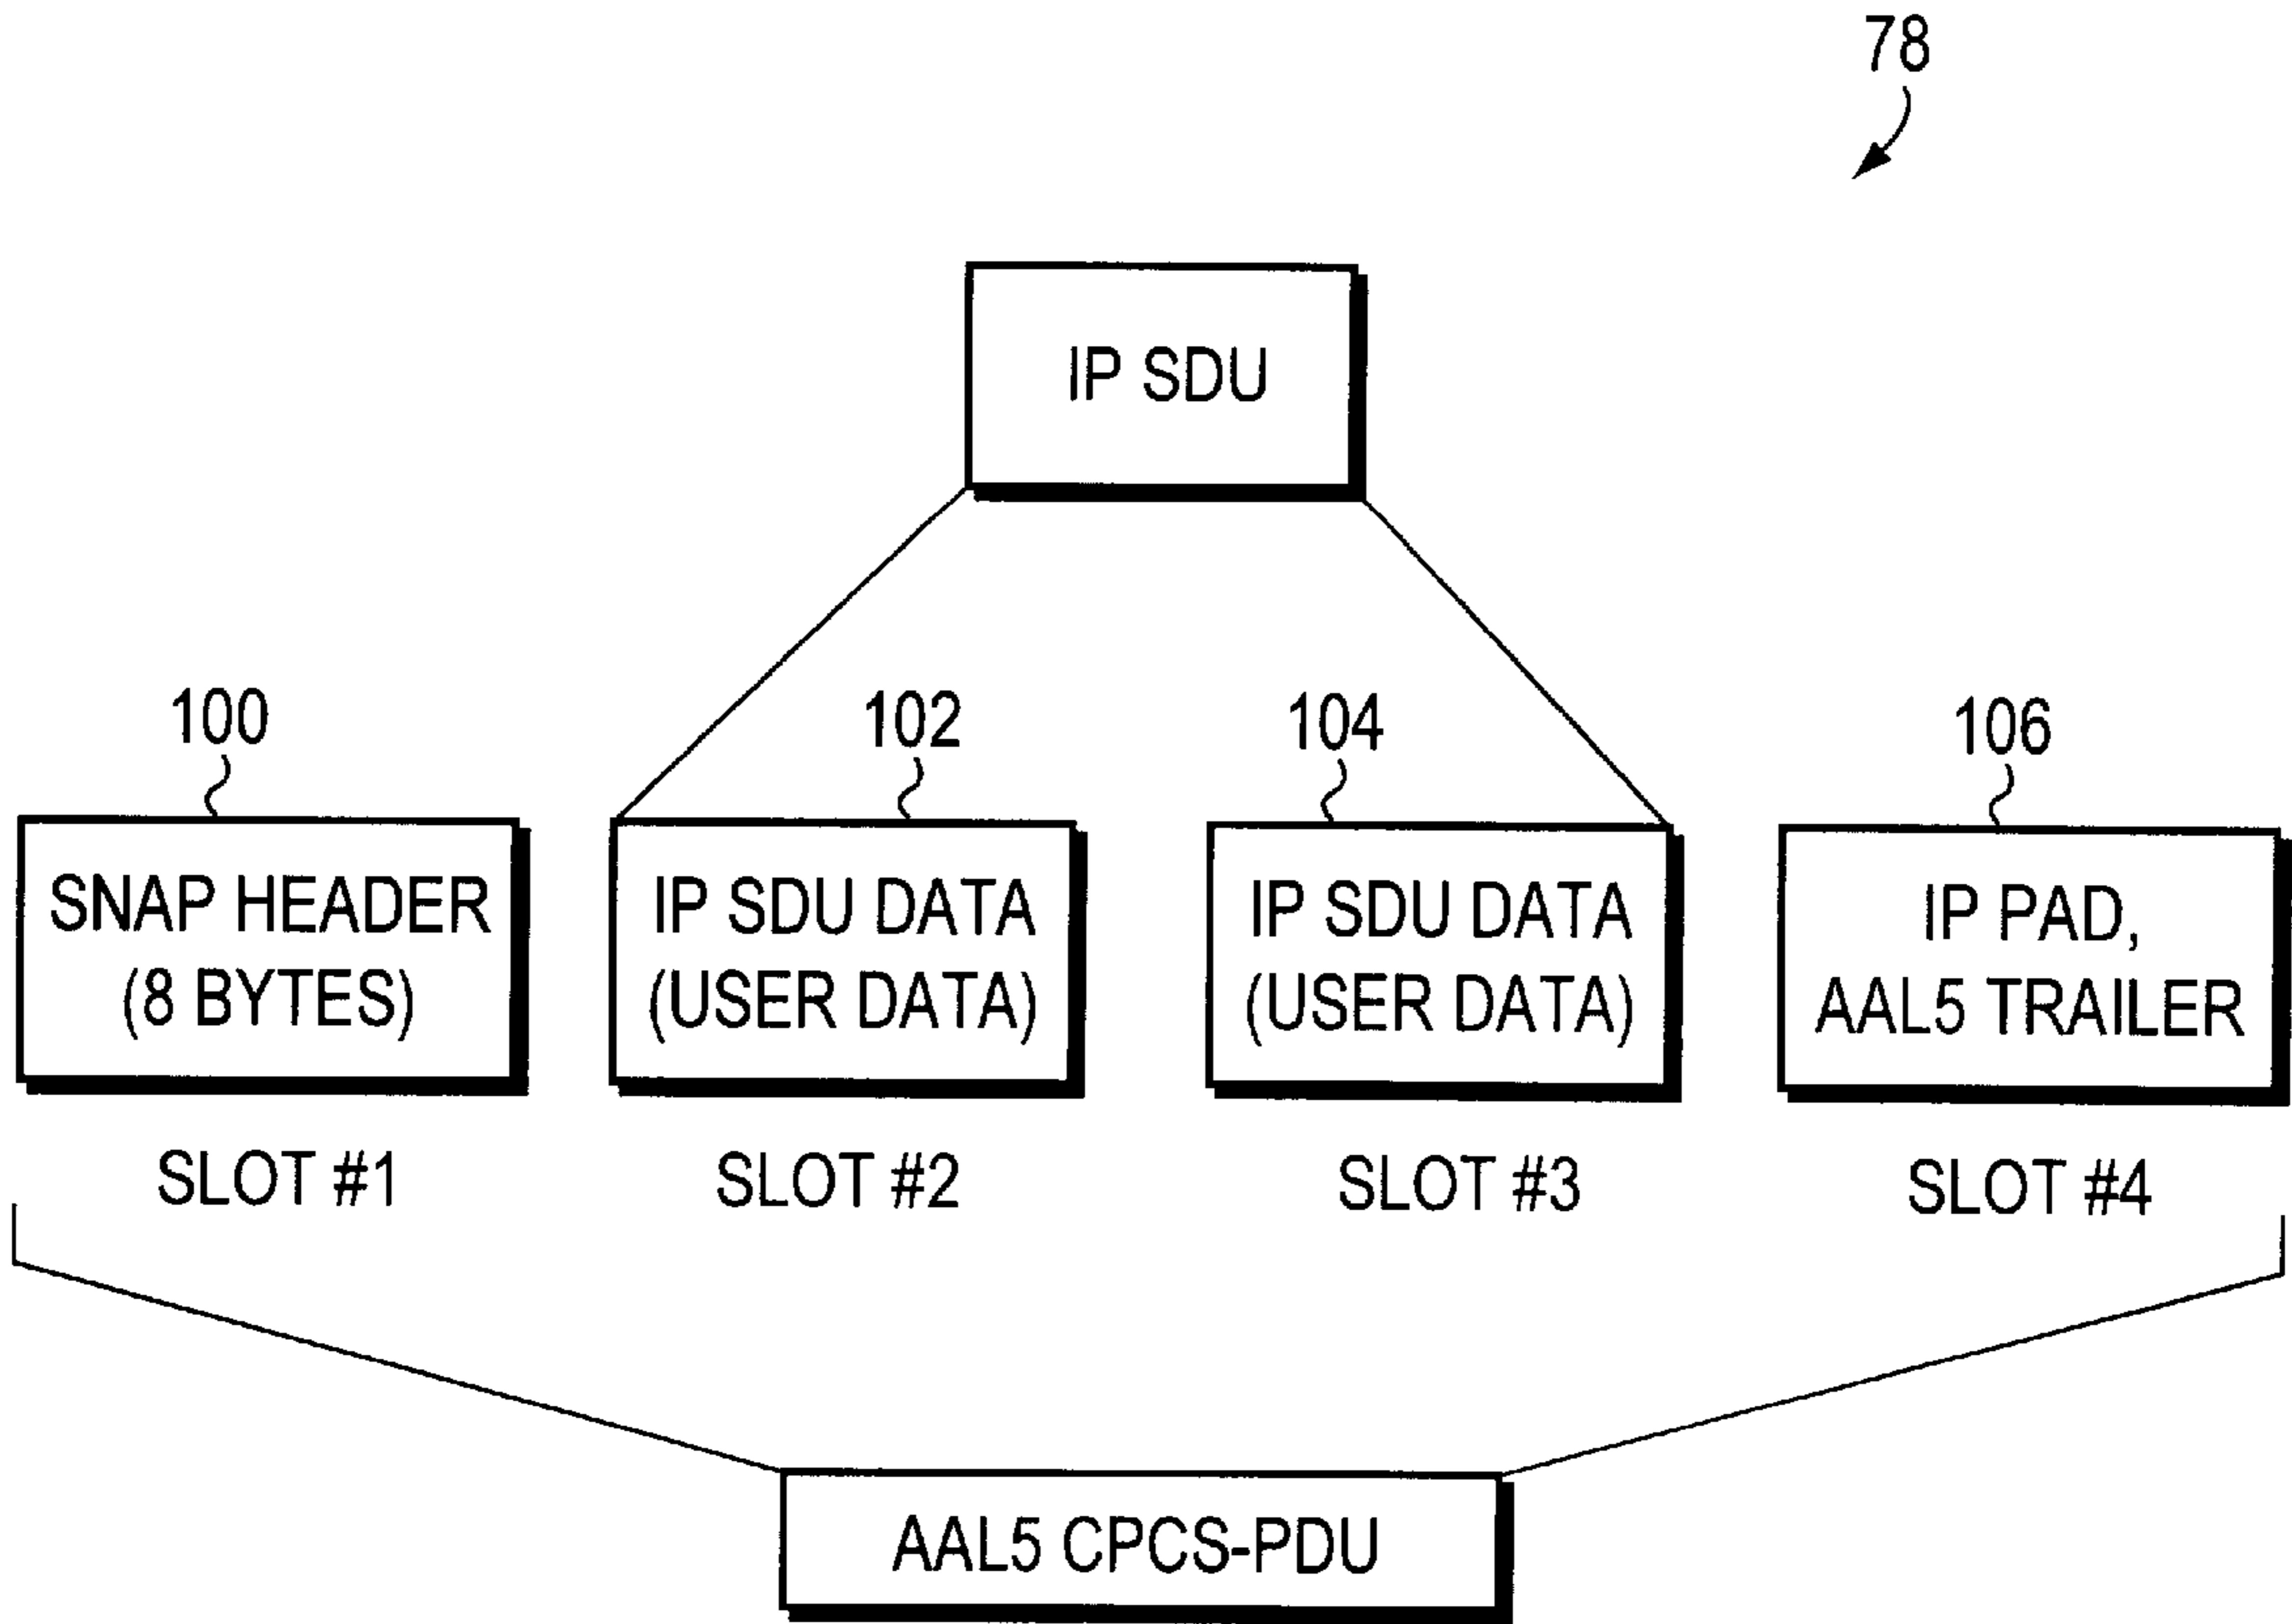 78
IP SDU
100
102
104
106
SNAP HEADER
(8 BYTES)
IP SDU DATA
(USER DATA)
IP SDU DATA
(USER DATA)
IP PAD,
AAL5 TRAILER
SLOT #1
SLOT #2
SLOT #3
SLOT #4
AAL5 CPCS-PDU